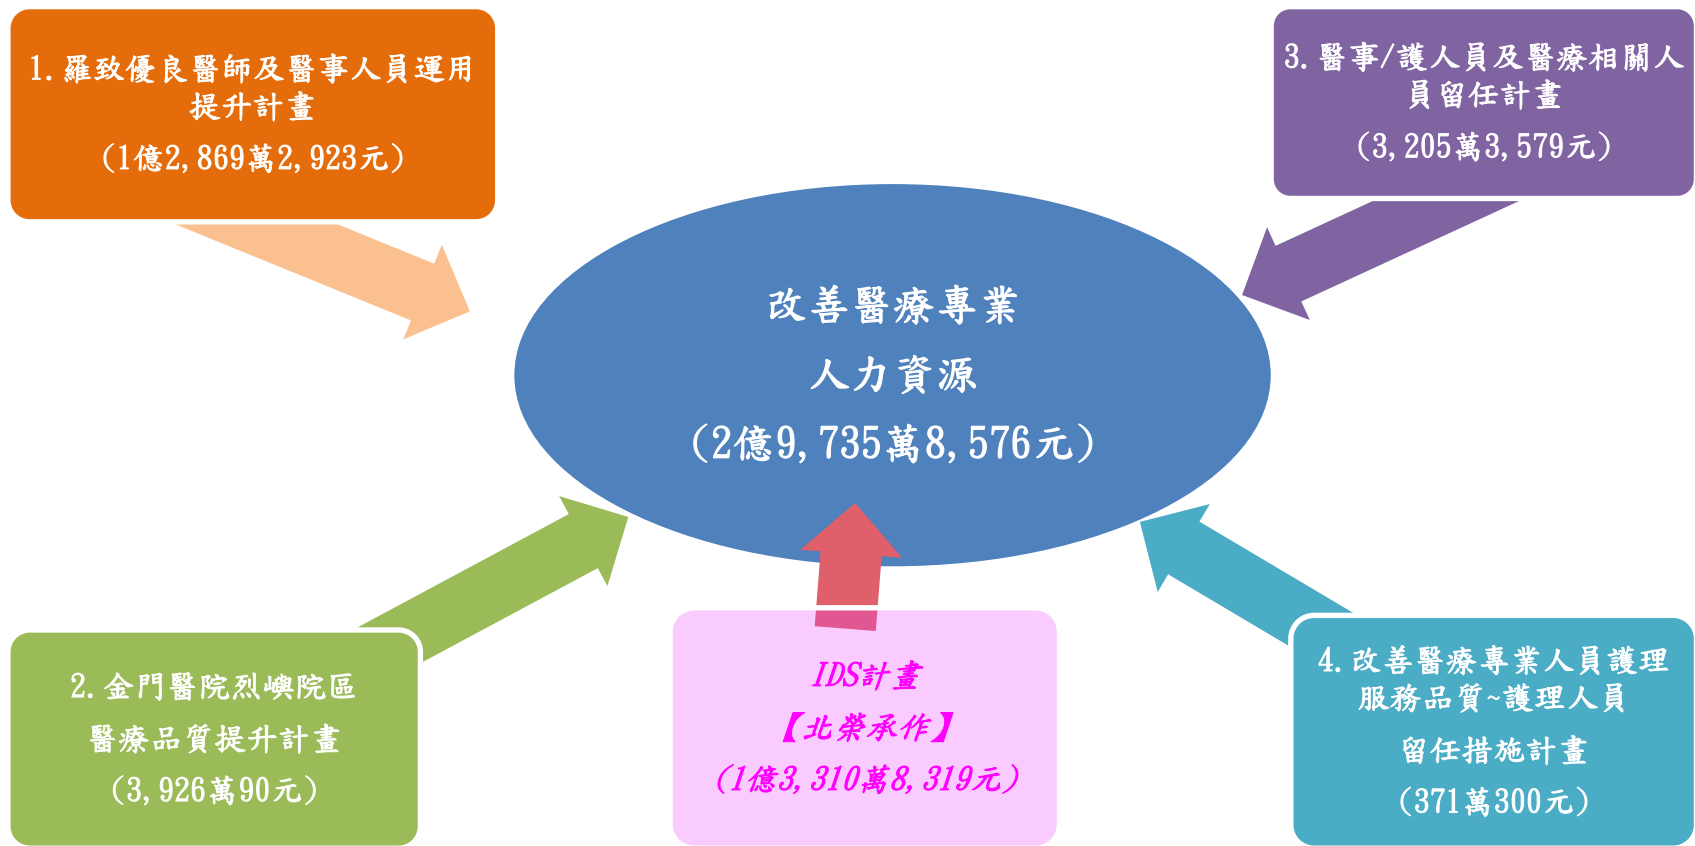 1.羅致優良醫師及醫事人員運用
提升計畫
(1億2,869萬2,923元)
3.醫事/護人員及醫療相關人
員留任計畫
(3,205萬3,579元)
改善醫療專業
人力資源
(2億9,735萬8,576元)
2.金門醫院烈嶼院區
醫療品質提升計畫
(3,926萬90元)
IDS計畫
【北榮承作】
(1億3,310萬8,319元)
4.改善醫療專業人員護理
服務品質~護理人員
留任措施計畫
(371萬300元)